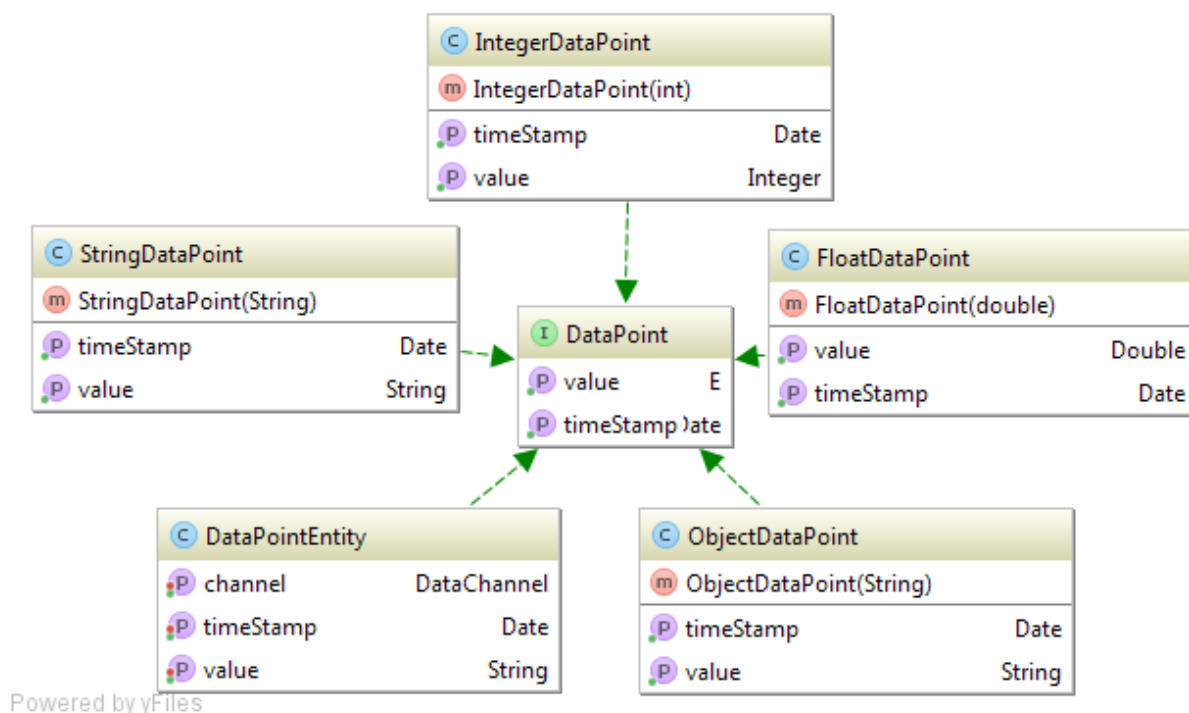 C IntegerDataPoint
m IntegerDataPoint(int)
P timeStamp Date
P value Integer
C StringDataPoint
m StringDataPoint(String)
P timeStamp Date
P value String
C FloatDataPoint
m FloatDataPoint(double)
P value Double
P timeStamp Date
I DataPoint
P value E
P timeStamp Date
C DataPointEntity
P channel DataChannel
P timeStamp Date
P value String
C ObjectDataPoint
m ObjectDataPoint(String)
P timeStamp Date
P value String
Powered by yFiles